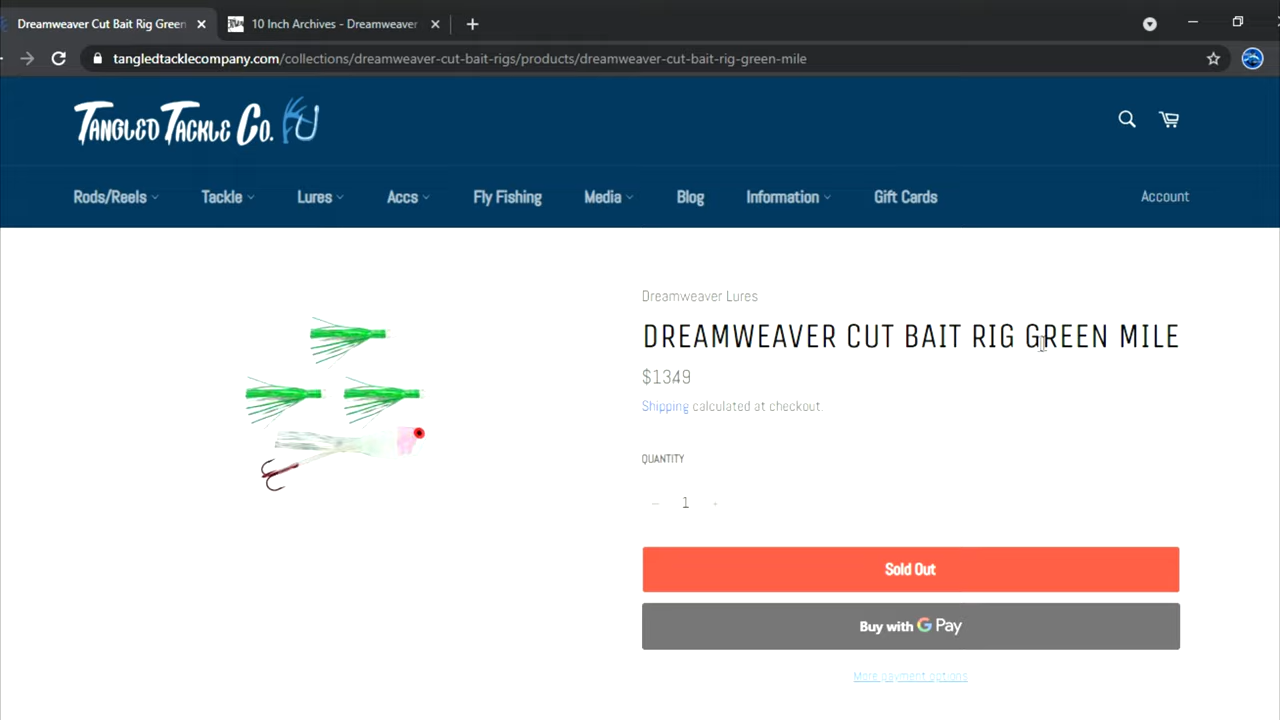 Dreamweaver Cut Bait Rig Green
10 Inch Archives - Dreamweaver
tangledtacklecompany.com/collections/dreamweaver-cut-bait-rigs/products/dreamweaver-cut-bait-rig-green-mile
TANGLED TACKLE CO.
Rods/Reels Tackle Lures Accs Fly Fishing Media Blog Information Gift Cards Account
Dreamweaver Lures
DREAMWEAVER CUT BAIT RIG GREEN MILE
$1349
Shipping calculated at checkout.
QUANTITY
− 1 +
Sold Out
Buy with G Pay
More payment options